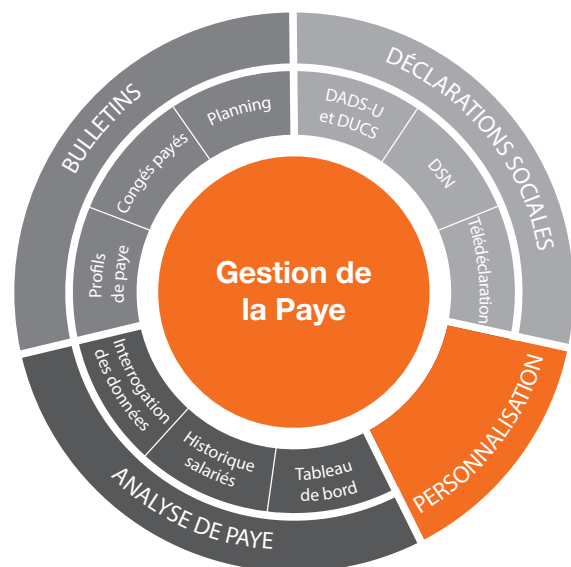 BULLETINS
Profils
de paye
Congés payés
Planning
DÉCLARATIONS SOCIALES
DADS-U
et DUCS
DSN
Télédéclaration
Gestion de
la Paye
PERSONNALISATION
ANALYSE DE PAYE
Interrogation
des données
Historique
salariés
Tableau
de bord